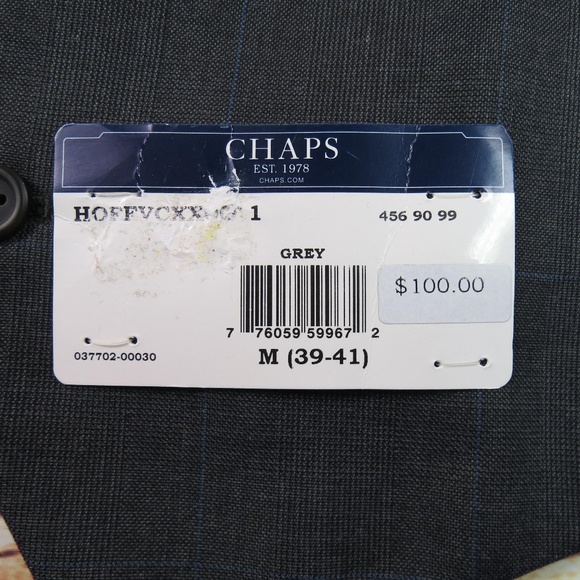 CHAPS
EST. 1978
CHAPS.COM
1
456 90 99
GREY
$100.00
7 76059 59967 2
037702-00030
M (39-41)